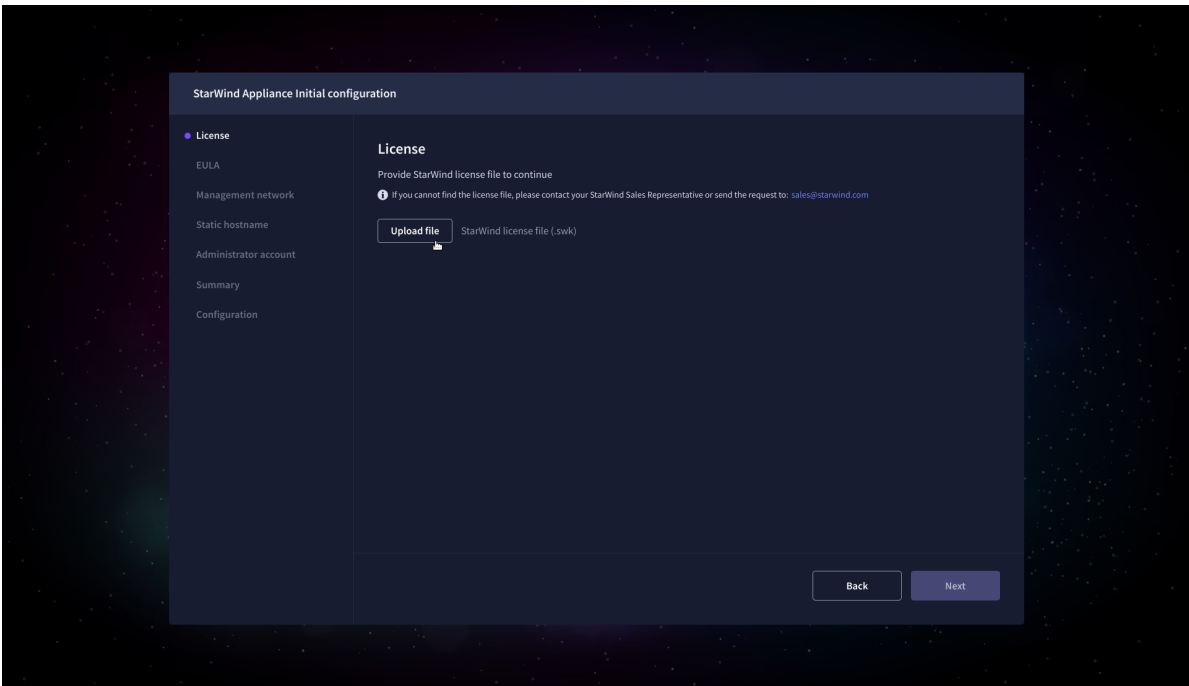 StarWind Appliance Initial configuration
License
EULA
Management network
Static hostname
Administrator account
Summary
Configuration
License
Provide StarWind license file to continue
If you cannot find the license file, please contact your StarWind Sales Representative or send the request to: sales@starwind.com
Upload file StarWind license file (.swk)
Back Next